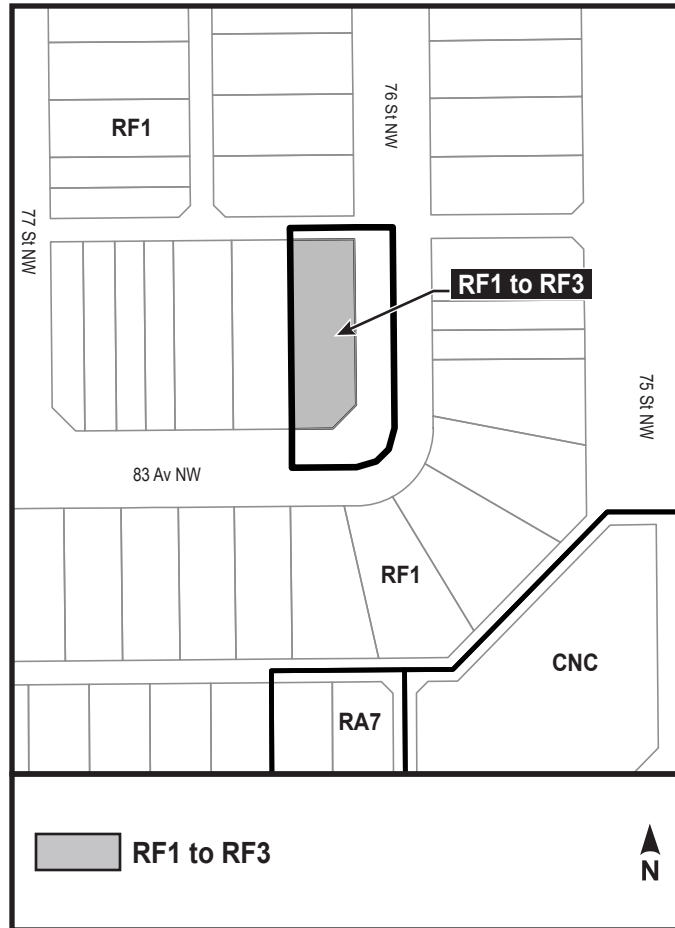 RF1
76 St NW
77 St NW
RF1 to RF3
75 St NW
83 Av NW
RF1
CNC
RA7
RF1 to RF3
N